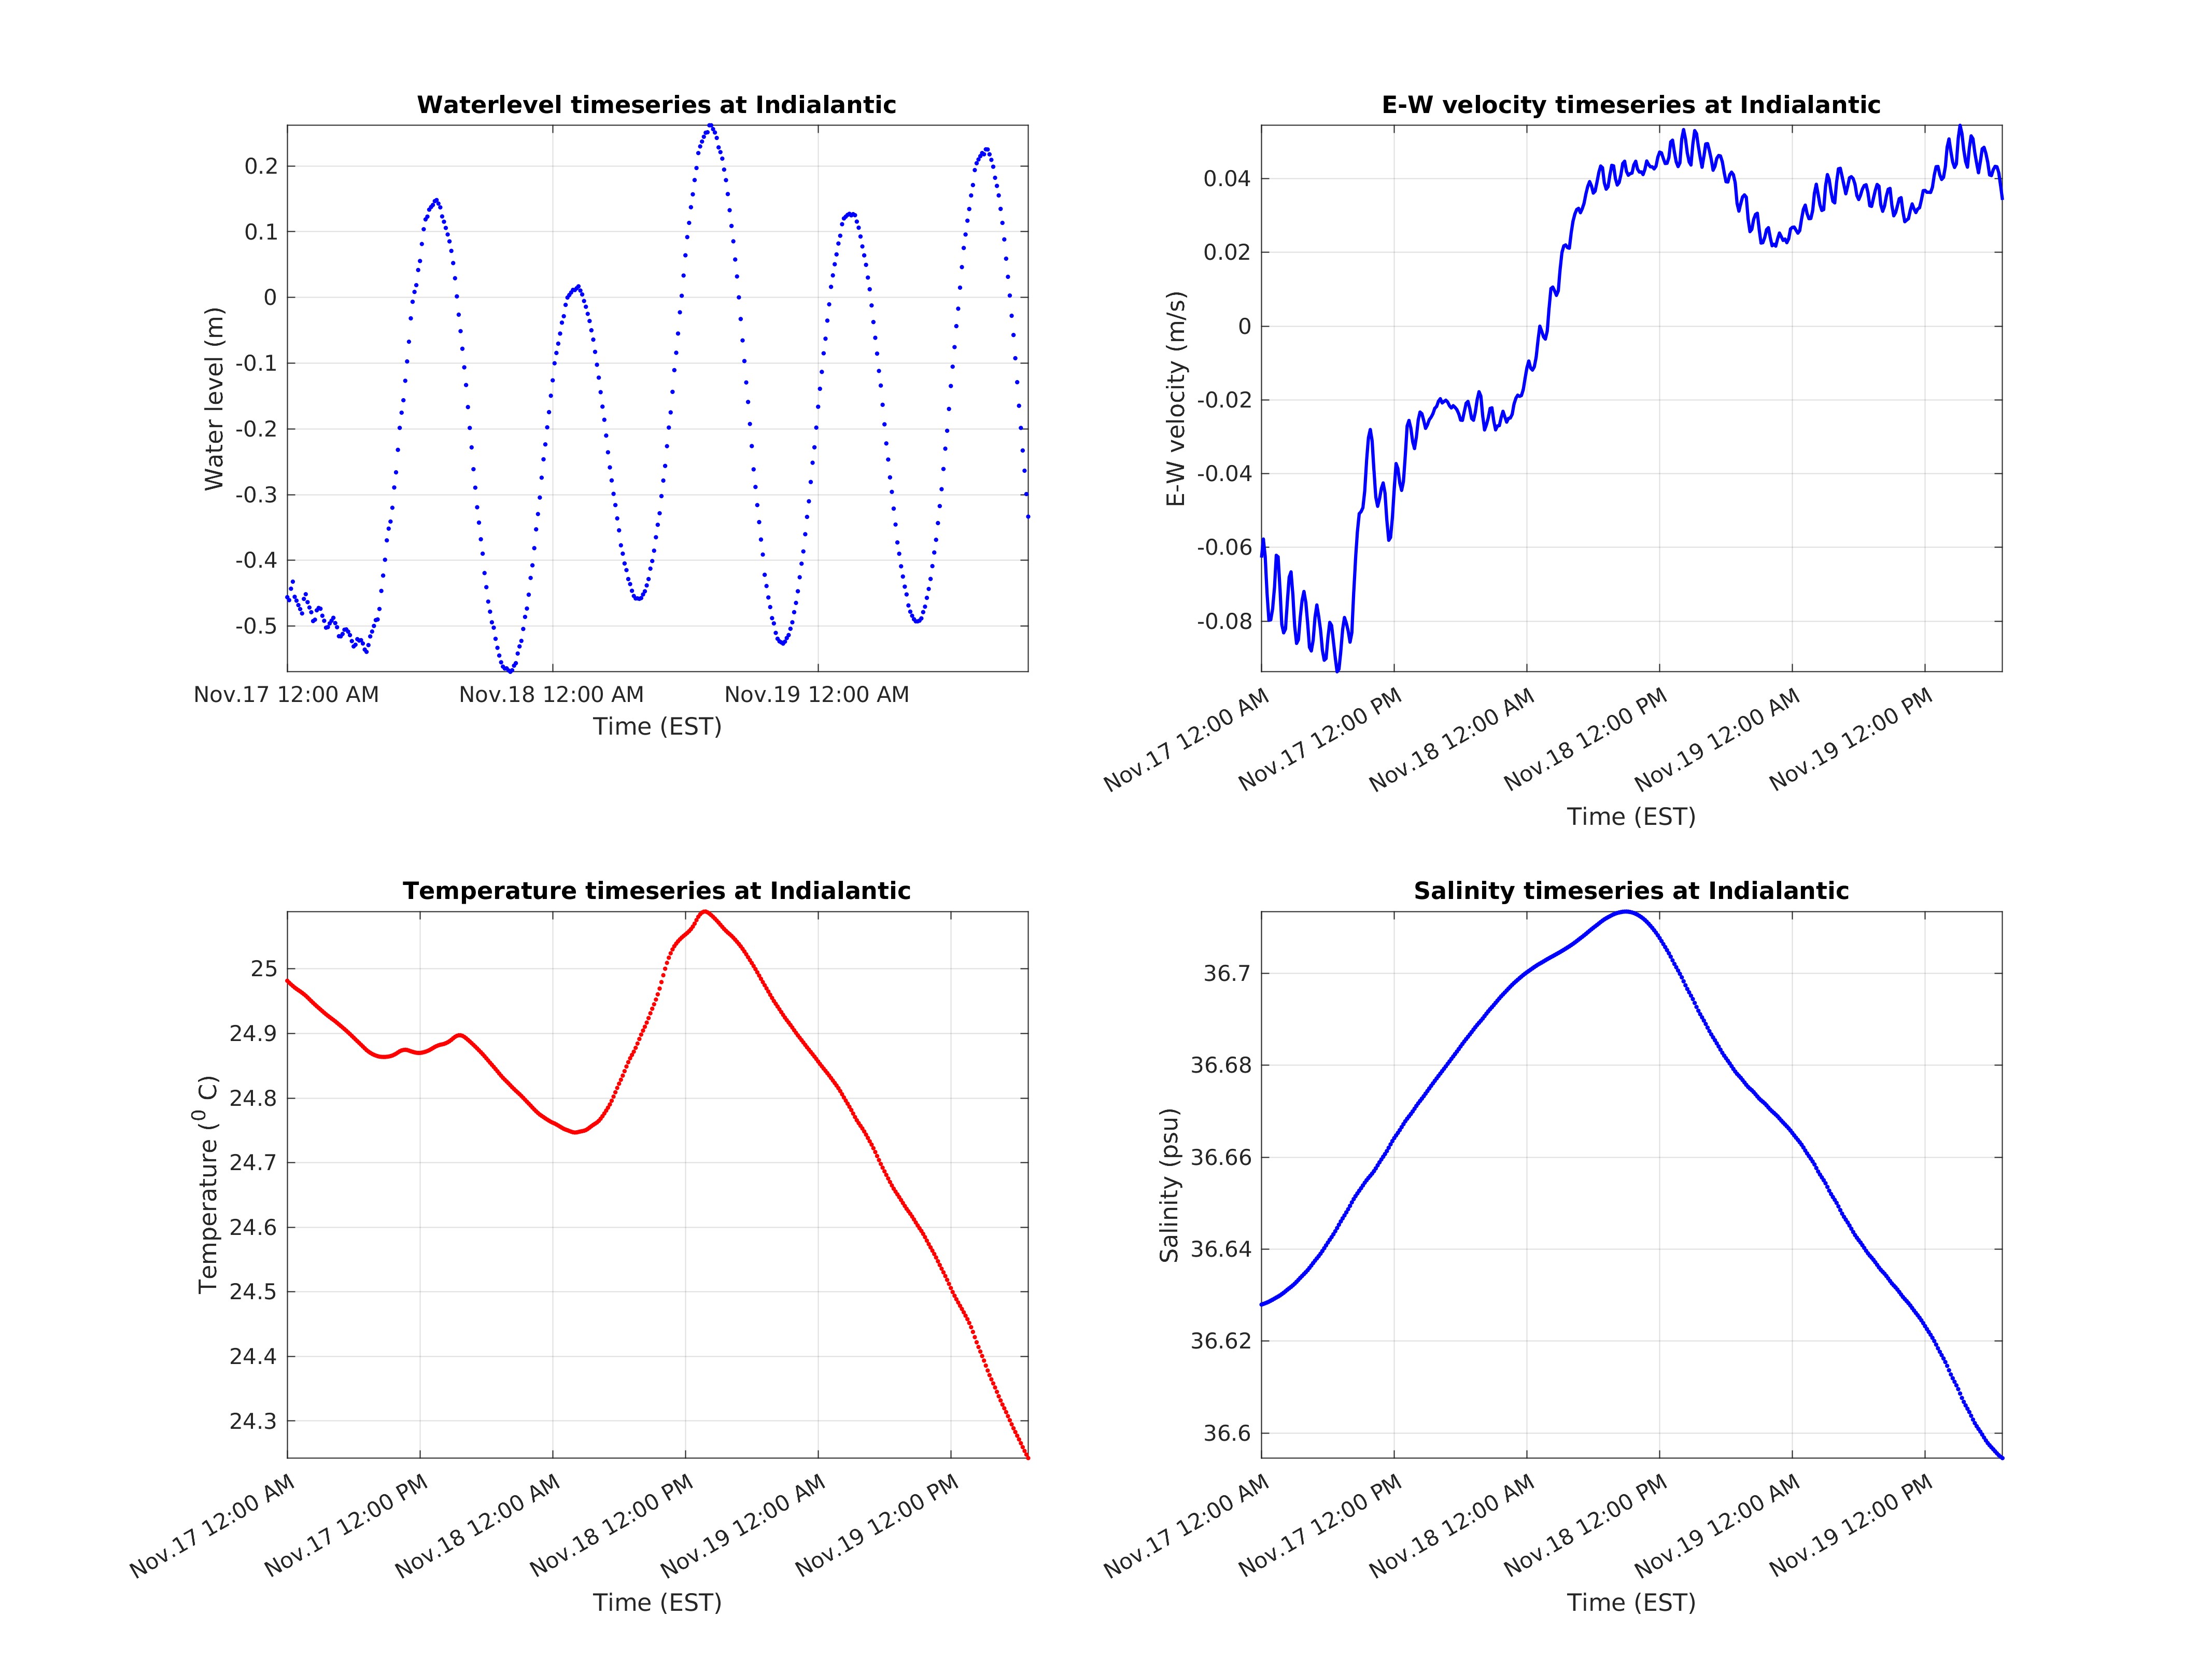 Waterlevel timeseries at Indialantic
0.2
0.1
0
-0.1
-0.2
-0.3
-0.4
-0.5
Water level (m)
Nov.17 12:00 AM
Nov.18 12:00 AM
Nov.19 12:00 AM
Time (EST)
E-W velocity timeseries at Indialantic
0.04
0.02
0
-0.02
-0.04
-0.06
-0.08
E-W velocity (m/s)
Nov.17 12:00 AM
Nov.17 12:00 PM
Nov.18 12:00 AM
Nov.18 12:00 PM
Nov.19 12:00 AM
Nov.19 12:00 PM
Time (EST)
Temperature timeseries at Indialantic
25
24.9
24.8
24.7
24.6
24.5
24.4
24.3
Temperature (⁰ C)
Nov.17 12:00 AM
Nov.17 12:00 PM
Nov.18 12:00 AM
Nov.18 12:00 PM
Nov.19 12:00 AM
Nov.19 12:00 PM
Time (EST)
Salinity timeseries at Indialantic
36.7
36.68
36.66
36.64
36.62
36.6
Salinity (psu)
Nov.17 12:00 AM
Nov.17 12:00 PM
Nov.18 12:00 AM
Nov.18 12:00 PM
Nov.19 12:00 AM
Nov.19 12:00 PM
Time (EST)